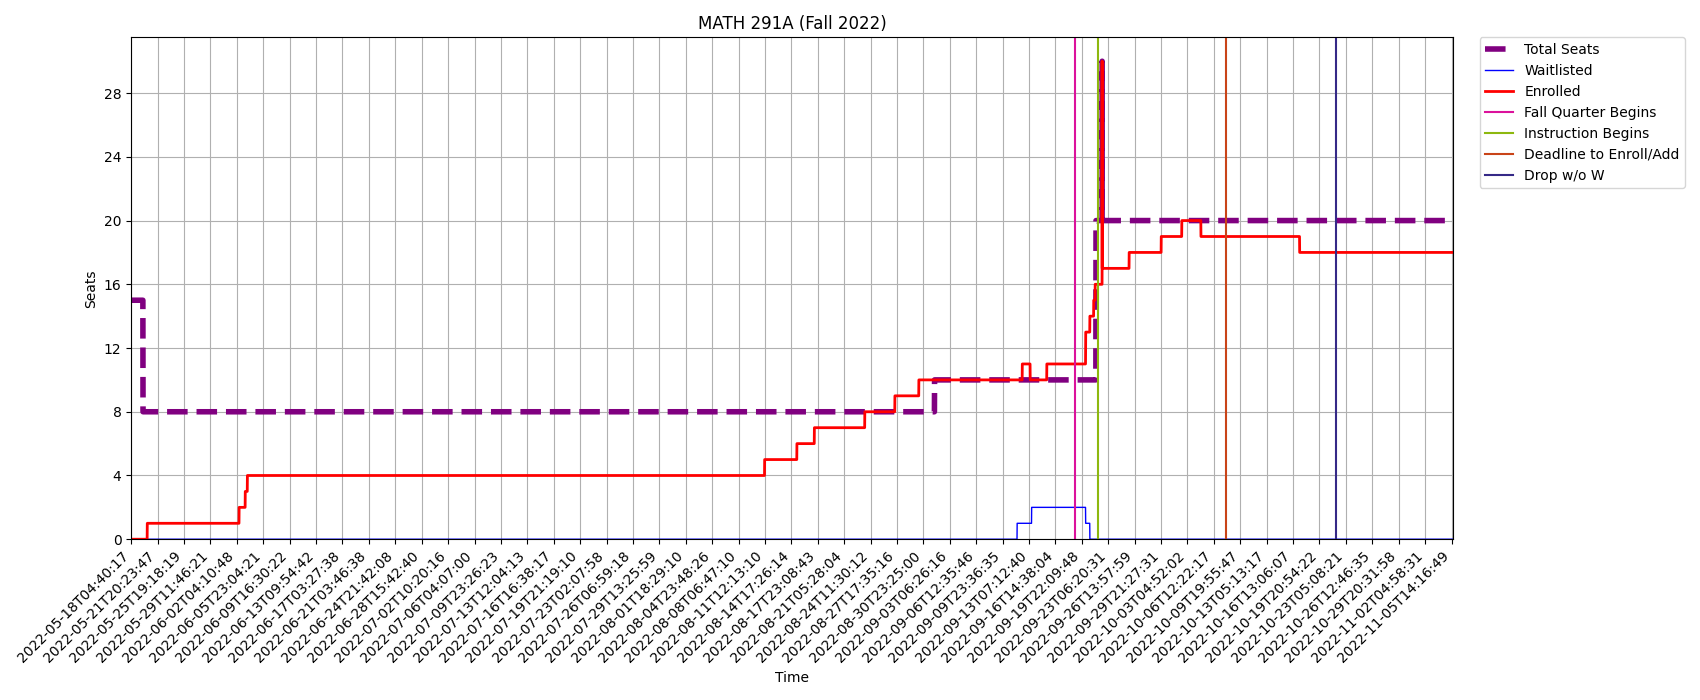 MATH 291A (Fall 2022)
Total Seats
Waitlisted
Enrolled
Fall Quarter Begins
Instruction Begins
Deadline to Enroll/Add
Drop w/o W
Seats
28
24
20
16
12
8
4
0
2022-05-18T04:40:17
2022-05-21T20:23:47
2022-05-25T19:18:19
2022-05-29T11:46:21
2022-06-02T04:10:48
2022-06-05T23:04:21
2022-06-09T16:30:22
2022-06-13T09:54:42
2022-06-17T03:27:38
2022-06-21T03:46:38
2022-06-24T21:42:08
2022-06-28T15:42:40
2022-07-02T10:20:16
2022-07-06T04:07:00
2022-07-09T23:26:23
2022-07-13T12:04:13
2022-07-16T16:38:17
2022-07-19T21:19:10
2022-07-23T02:07:58
2022-07-26T06:59:18
2022-07-29T13:25:59
2022-08-01T18:29:10
2022-08-04T23:48:26
2022-08-08T06:47:10
2022-08-11T12:13:10
2022-08-14T17:26:14
2022-08-17T23:08:43
2022-08-21T05:28:04
2022-08-24T11:30:12
2022-08-27T17:35:16
2022-08-30T23:25:00
2022-09-03T06:26:16
2022-09-06T12:35:46
2022-09-09T23:36:35
2022-09-13T07:12:40
2022-09-16T14:38:04
2022-09-19T22:09:48
2022-09-23T06:20:31
2022-09-26T13:57:59
2022-09-29T21:27:31
2022-10-03T04:52:02
2022-10-06T12:22:17
2022-10-09T19:55:47
2022-10-13T05:13:17
2022-10-16T13:06:07
2022-10-19T20:54:22
2022-10-23T05:08:21
2022-10-26T12:46:35
2022-10-29T20:31:58
2022-11-02T04:58:31
2022-11-05T14:16:49
Time